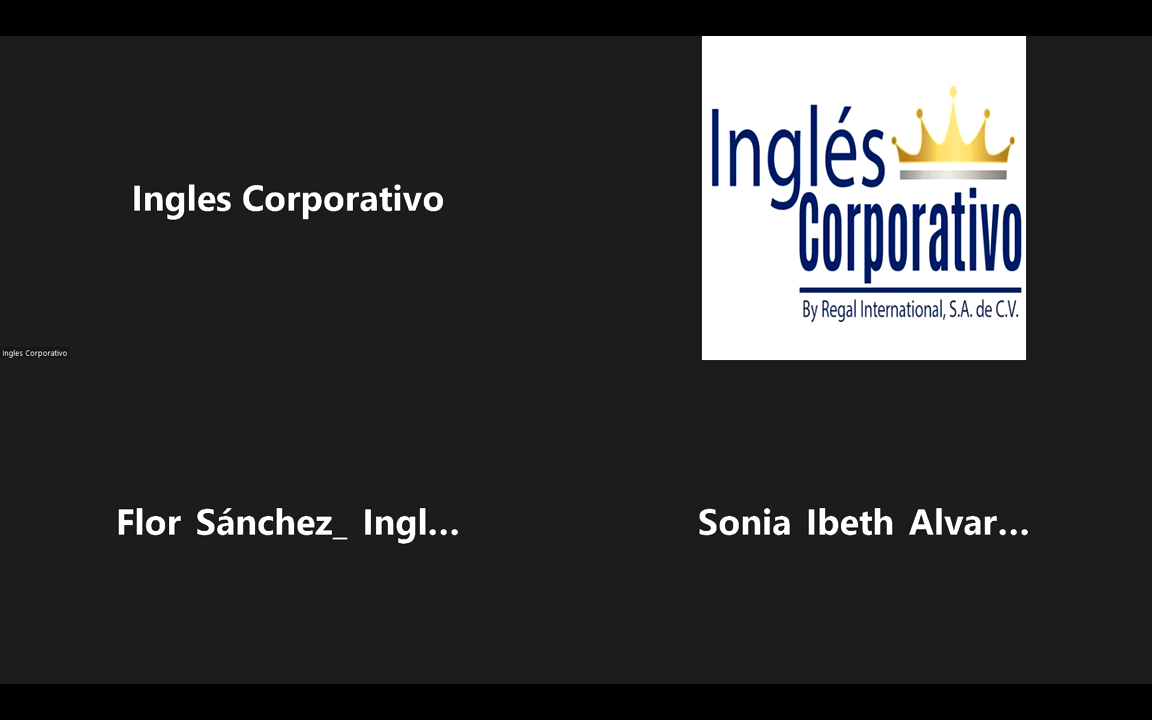 Ingles Corporativo
Inglés
Corporativo
By Regal International, S.A. de C.V.
Ingles Corporativo
Flor Sánchez_ Ingl...
Sonia Ibeth Alvar...